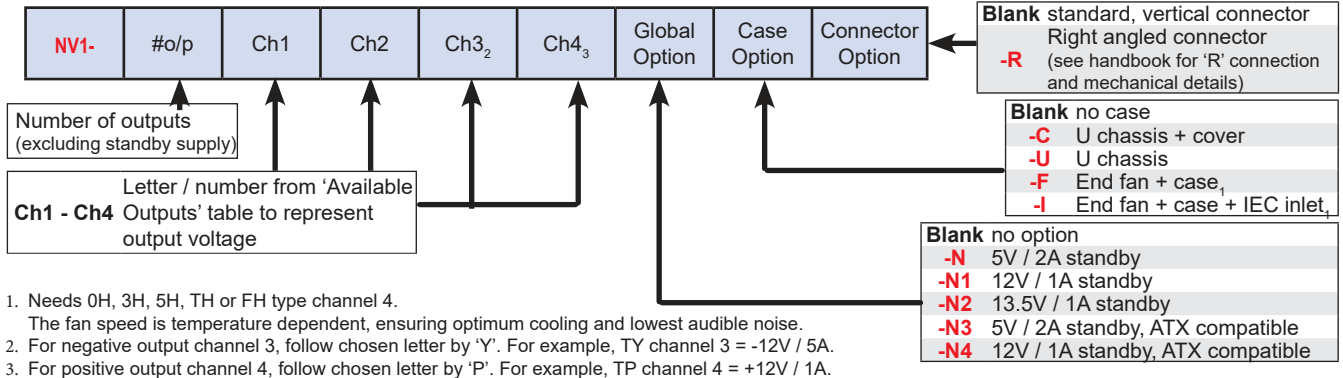 NV1- #o/p Ch1 Ch2 Ch3₂ Ch4₃ Global Option Case Option Connector Option
Blank standard, vertical connector
-R Right angled connector
(see handbook for ‘R’ connection
and mechanical details)
Number of outputs
(excluding standby supply)
Ch1 - Ch4 Letter / number from ‘Available
Outputs’ table to represent
output voltage
Blank no case
-C U chassis + cover
-U U chassis
-F End fan + case₁
-I End fan + case + IEC inlet₁
Blank no option
-N 5V / 2A standby
-N1 12V / 1A standby
-N2 13.5V / 1A standby
-N3 5V / 2A standby, ATX compatible
-N4 12V / 1A standby, ATX compatible
1. Needs 0H, 3H, 5H, TH or FH type channel 4.
The fan speed is temperature dependent, ensuring optimum cooling and lowest audible noise.
2. For negative output channel 3, follow chosen letter by ‘Y’. For example, TY channel 3 = -12V / 5A.
3. For positive output channel 4, follow chosen letter by ‘P’. For example, TP channel 4 = +12V / 1A.